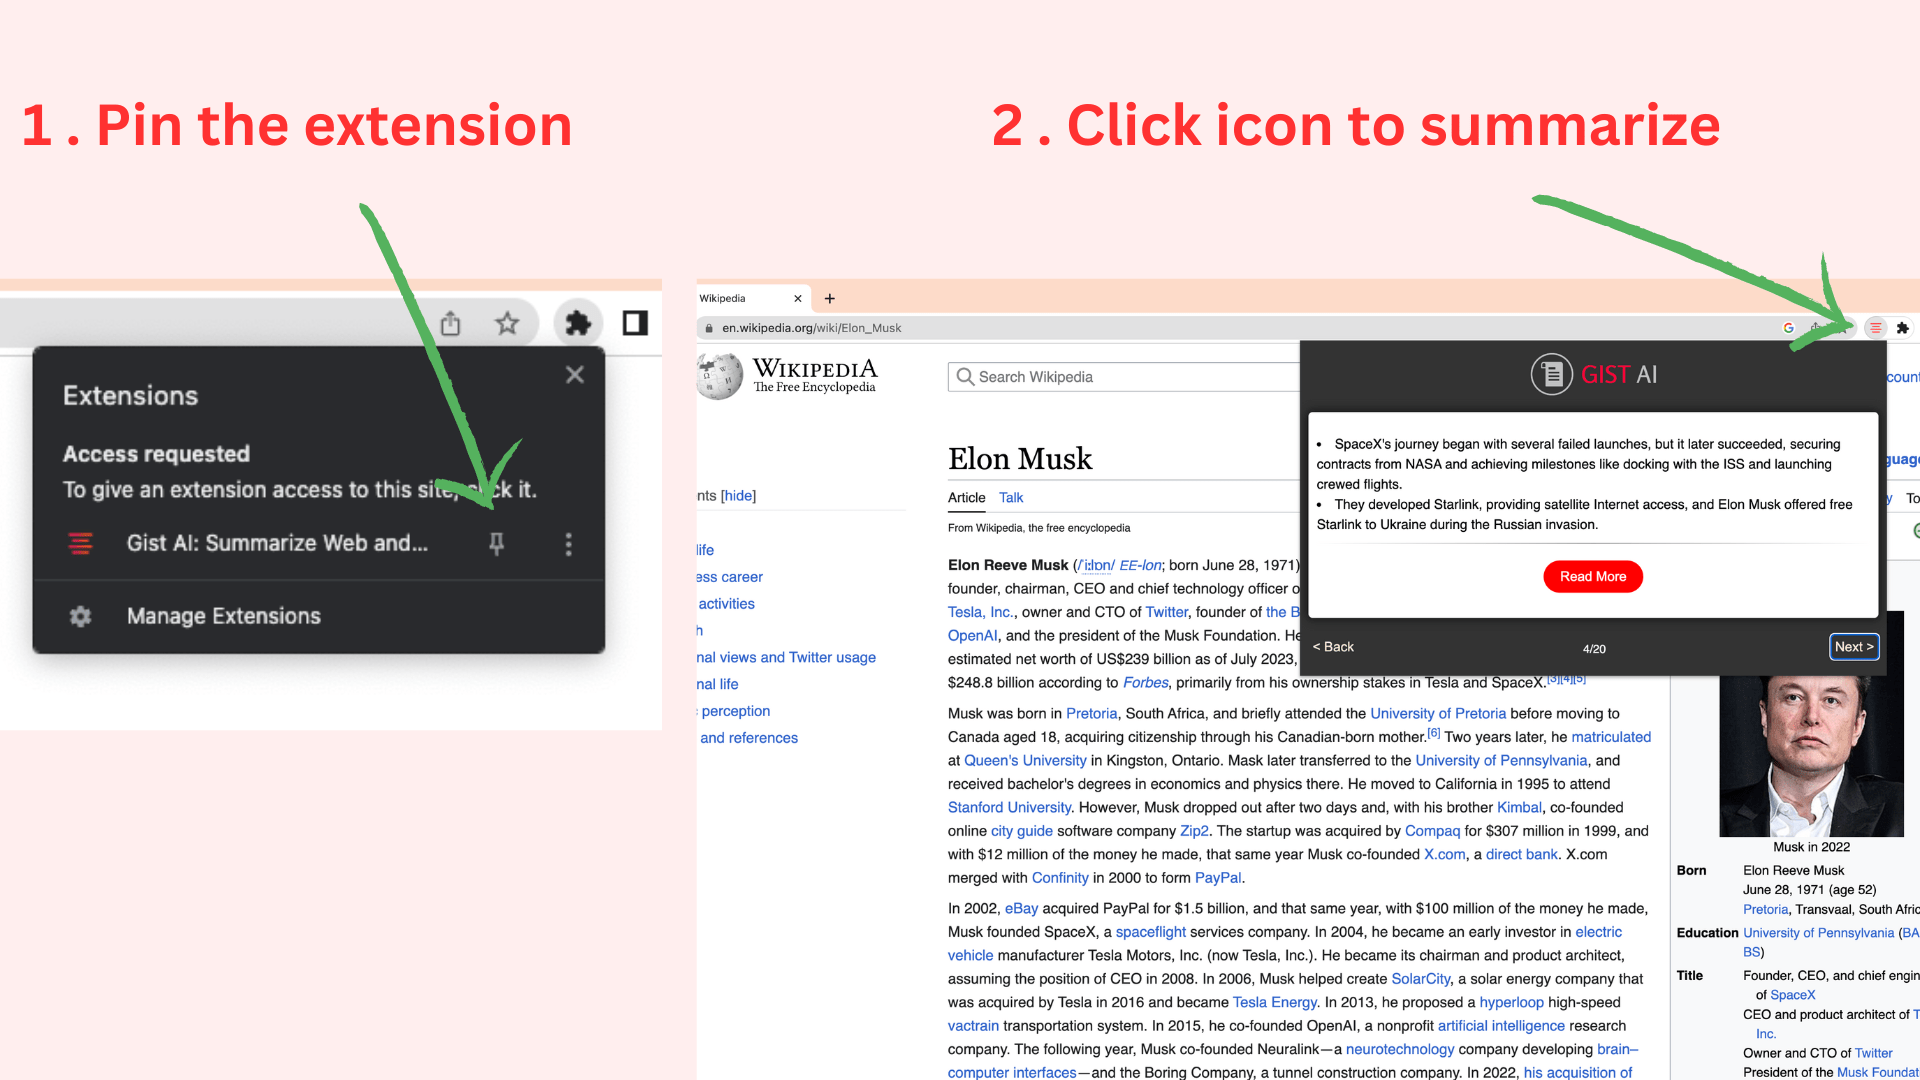 1 . Pin the extension
2 . Click icon to summarize
Extensions
Access requested
To give an extension access to this site, click it.
Gist AI: Summarize Web and...
Manage Extensions
Wikipedia
en.wikipedia.org/wiki/Elon_Musk
WIKIPEDIA
The Free Encyclopedia
Search Wikipedia
GIST AI
• SpaceX's journey began with several failed launches, but it later succeeded, securing
contracts from NASA and achieving milestones like docking with the ISS and launching
crewed flights.
• They developed Starlink, providing satellite Internet access, and Elon Musk offered free
Starlink to Ukraine during the Russian invasion.
Read More
< Back
4/20
Next >
count
guage
y
To
nts [hide]
life
ess career
activities
h
nal views and Twitter usage
nal life
perception
and references
Elon Musk
Article Talk
From Wikipedia, the free encyclopedia
Elon Reeve Musk (/ˈiːlɒn/ EE-lon; born June 28, 1971)
founder, chairman, CEO and chief technology officer o
Tesla, Inc., owner and CTO of Twitter, founder of the B
OpenAI, and the president of the Musk Foundation. He
estimated net worth of US$239 billion as of July 2023,
$248.8 billion according to Forbes, primarily from his ownership stakes in Tesla and SpaceX.[3][4][5]
Musk was born in Pretoria, South Africa, and briefly attended the University of Pretoria before moving to
Canada aged 18, acquiring citizenship through his Canadian-born mother.[6] Two years later, he matriculated
at Queen's University in Kingston, Ontario. Mask later transferred to the University of Pennsylvania, and
received bachelor's degrees in economics and physics there. He moved to California in 1995 to attend
Stanford University. However, Musk dropped out after two days and, with his brother Kimbal, co-founded
online city guide software company Zip2. The startup was acquired by Compaq for $307 million in 1999, and
with $12 million of the money he made, that same year Musk co-founded X.com, a direct bank. X.com
merged with Confinity in 2000 to form PayPal.
In 2002, eBay acquired PayPal for $1.5 billion, and that same year, with $100 million of the money he made,
Musk founded SpaceX, a spaceflight services company. In 2004, he became an early investor in electric
vehicle manufacturer Tesla Motors, Inc. (now Tesla, Inc.). He became its chairman and product architect,
assuming the position of CEO in 2008. In 2006, Musk helped create SolarCity, a solar energy company that
was acquired by Tesla in 2016 and became Tesla Energy. In 2013, he proposed a hyperloop high-speed
vactrain transportation system. In 2015, he co-founded OpenAI, a nonprofit artificial intelligence research
company. The following year, Musk co-founded Neuralink—a neurotechnology company developing brain–
computer interfaces—and the Boring Company, a tunnel construction company. In 2022, his acquisition of
Musk in 2022
Born Elon Reeve Musk
June 28, 1971 (age 52)
Pretoria, Transvaal, South Afric
Education University of Pennsylvania (BA
BS)
Title Founder, CEO, and chief engin
of SpaceX
CEO and product architect of T
Inc.
Owner and CTO of Twitter
President of the Musk Foundat